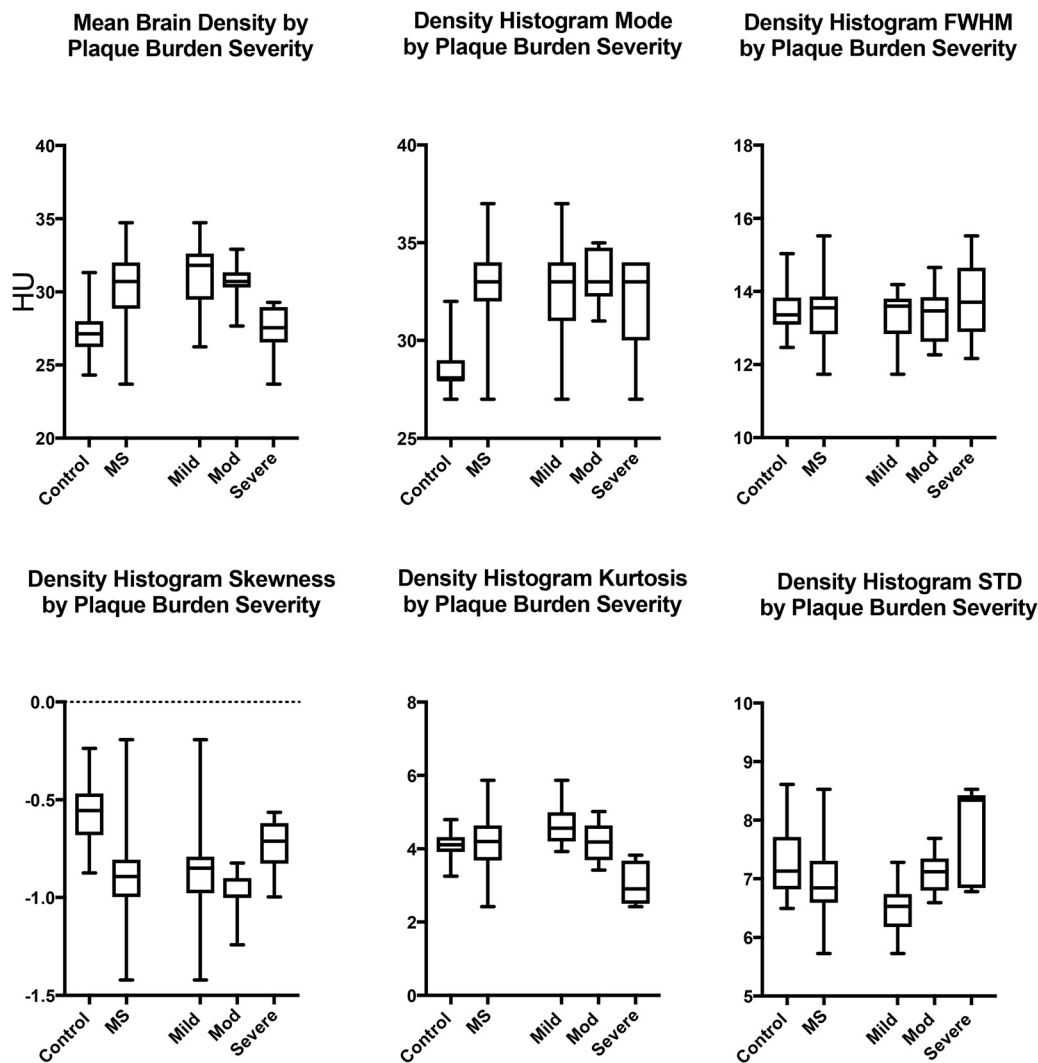 Mean Brain Density by
Plaque Burden Severity
HU
40
35
30
25
20
Control
MS
Mild
Mod
Severe
Density Histogram Mode
by Plaque Burden Severity
40
35
30
25
Control
MS
Mild
Mod
Severe
Density Histogram FWHM
by Plaque Burden Severity
18
16
14
12
10
Control
MS
Mild
Mod
Severe
Density Histogram Skewness
by Plaque Burden Severity
0.0
-0.5
-1.0
-1.5
Control
MS
Mild
Mod
Severe
Density Histogram Kurtosis
by Plaque Burden Severity
8
6
4
2
0
Control
MS
Mild
Mod
Severe
Density Histogram STD
by Plaque Burden Severity
10
9
8
7
6
5
Control
MS
Mild
Mod
Severe